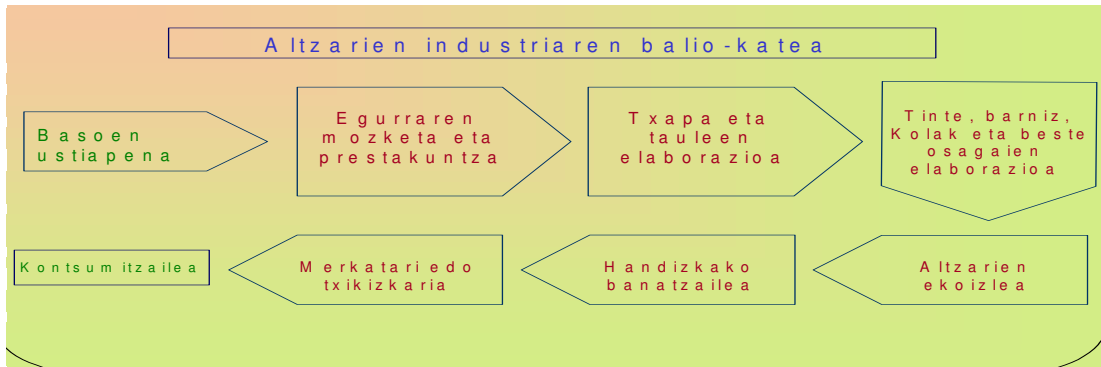 Altzarien industriaren balio-katea
Basoen
ustiapena
Egurraren
mozketa eta
prestakuntza
Txapa eta
tauleen
elaborazioa
Tinte, barniz,
Kolak eta beste
osagaien
elaborazioa
Altzarien
ekoizlea
Handizkako
banatzailea
Merkatari edo
txikizkaria
Kontsumitzailea